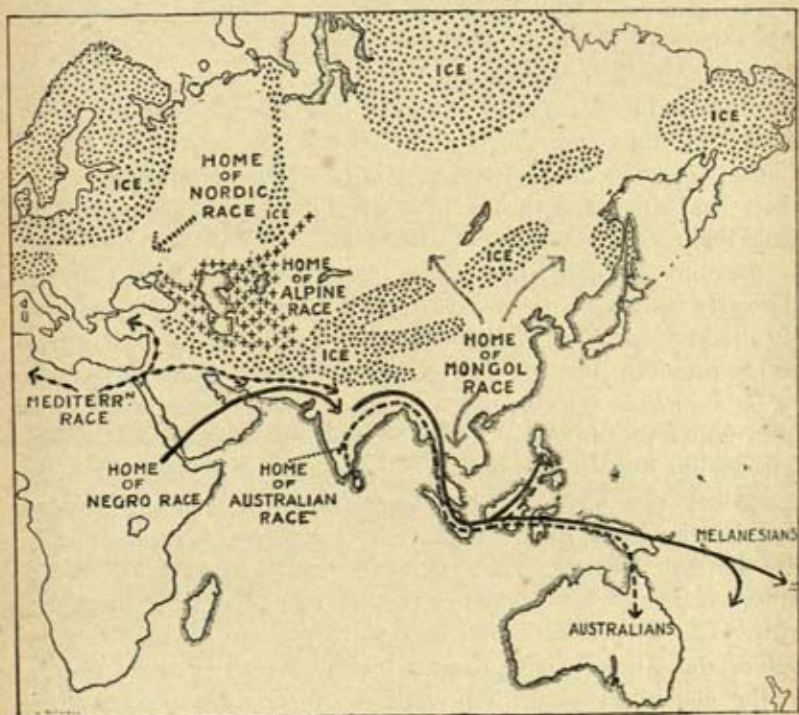 ICE
ICE
ICE
HOME
OF
NORDIC
RACE
ICE
HOME
OF
ALPINE
RACE
ICE
ICE
HOME
OF
MONGOL
RACE
MEDITERRN.
RACE
HOME
OF
NEGRO RACE
HOME
OF
AUSTRALIAN
RACE
MELANESIANS
AUSTRALIANS